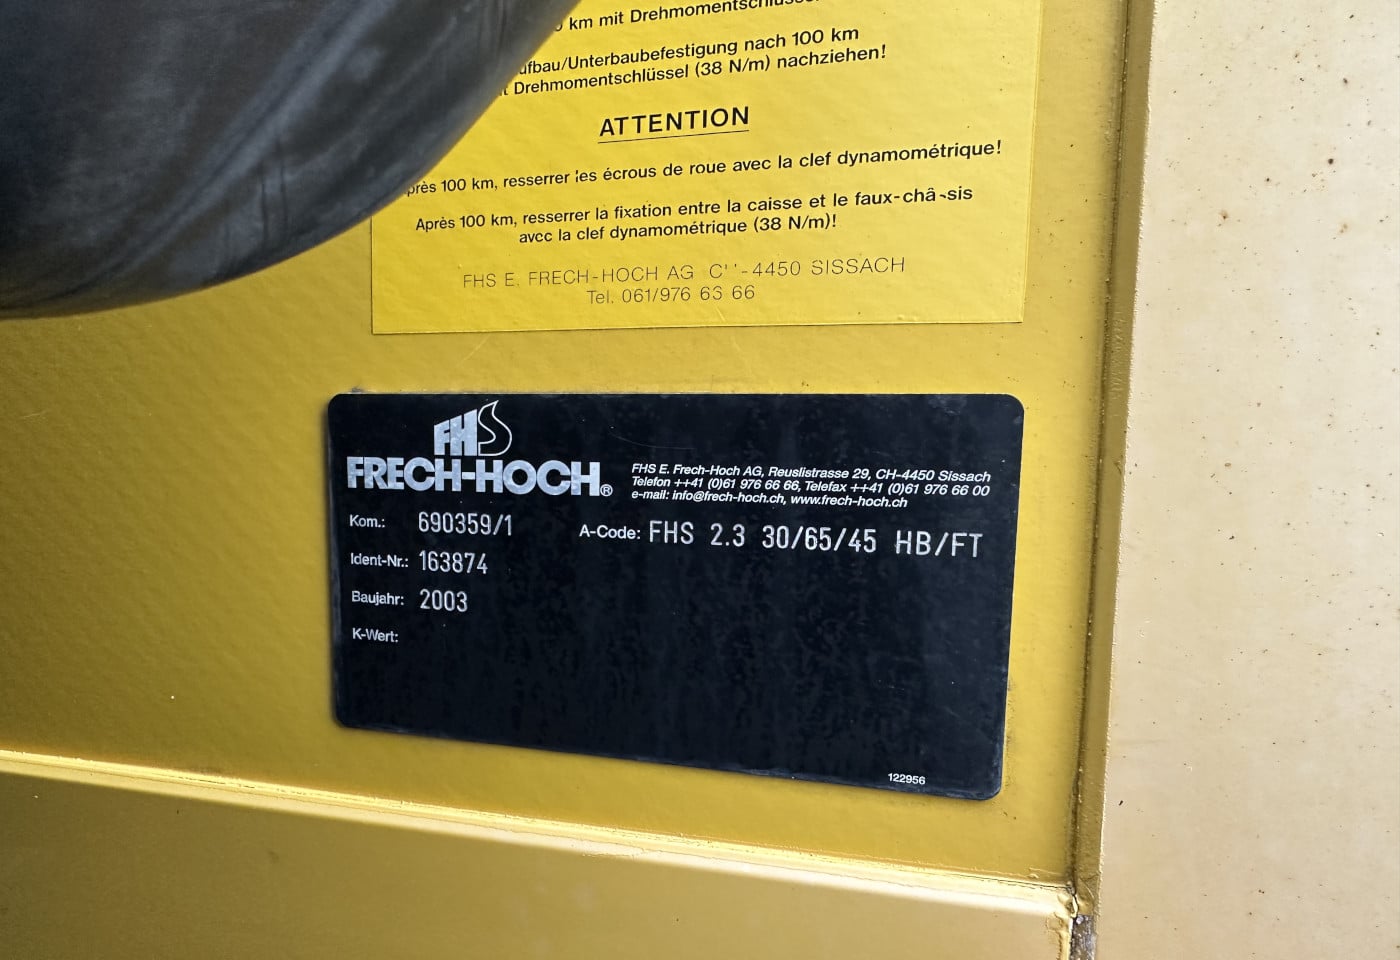 km mit Drehmomentschlüsse
ufbau/Unterbaubefestigung nach 100 km
t Drehmomentschlüssel (38 N/m) nachziehen!
ATTENTION
près 100 km, resserrer les écrous de roue avec la clef dynamométrique!
Après 100 km, resserrer la fixation entre la caisse et le faux-châ-sis
avec la clef dynamométrique (38 N/m)!
FHS E. FRECH-HOCH AG C''-4450 SISSACH
Tel. 061/976 63 66
FHS
FRECH-HOCH®
FHS E. Frech-Hoch AG, Reuslistrasse 29, CH-4450 Sissach
Telefon ++41 (0)61 976 66 66, Telefax ++41 (0)61 976 66 00
e-mail: info@frech-hoch.ch, www.frech-hoch.ch
Kom.: 690359/1
A-Code: FHS 2.3 30/65/45 HB/FT
Ident-Nr.: 163874
Baujahr: 2003
K-Wert:
122956